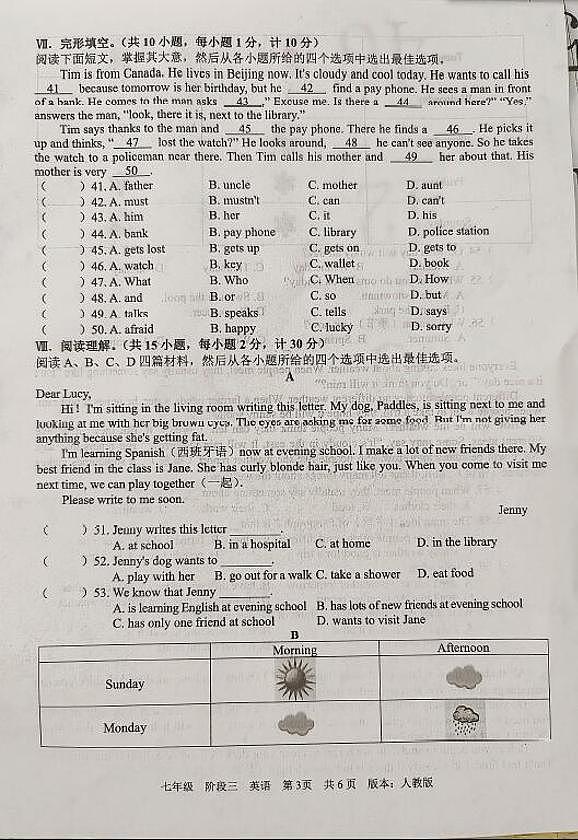 Ⅶ. 完形填空。(共 10 小题，每小题 1 分，计 10 分)
阅读下面短文，掌握其大意，然后从各小题所给的四个选项中选出最佳选项。
Tim is from Canada. He lives in Beijing now. It's cloudy and cool today. He wants to call his
41 because tomorrow is her birthday, but he 42 find a pay phone. He sees a man in front
of a bank. He comes to the man asks 43 ," Excuse me. Is there a 44 around here?" "Yes,"
answers the man, "look, there it is, next to the library."
Tim says thanks to the man and 45 the pay phone. There he finds a 46 . He picks it
up and thinks, " 47 lost the watch?" He looks around, 48 he can't see anyone. So he takes
the watch to a policeman near there. Then Tim calls his mother and 49 her about that. His
mother is very 50 .
( ) 41. A. father B. uncle C. mother D. aunt
( ) 42. A. must B. mustn't C. can D. can't
( ) 43. A. him B. her C. it D. his
( ) 44. A. bank B. pay phone C. library D. police station
( ) 45. A. gets lost B. gets up C. gets on D. gets to
( ) 46. A. watch B. key C. wallet D. book
( ) 47. A. What B. Who C. When D. How
( ) 48. A. and B. or C. so D. but
( ) 49. A. talks B. speaks C. tells D. says
( ) 50. A. afraid B. happy C. lucky D. sorry
Ⅷ. 阅读理解。(共 15 小题，每小题 2 分，计 30 分)
阅读 A、B、C、D 四篇材料，然后从各小题所给的四个选项中选出最佳选项。
A
Dear Lucy,
Hi! I'm sitting in the living room writing this letter. My dog, Paddles, is sitting next to me and
looking at me with her big brown eyes. The eyes are asking me for some food. But I'm not giving her
anything because she's getting fat.
I'm learning Spanish (西班牙语) now at evening school. I make a lot of new friends there. My
best friend in the class is Jane. She has curly blonde hair, just like you. When you come to visit me
next time, we can play together (一起).
Please write to me soon.
Jenny
( ) 51. Jenny writes this letter ________.
A. at school B. in a hospital C. at home D. in the library
( ) 52. Jenny's dog wants to ________.
A. play with her B. go out for a walk C. take a shower D. eat food
( ) 53. We know that Jenny ________.
A. is learning English at evening school B. has lots of new friends at evening school
C. has only one friend at school D. wants to visit Jane
B
Morning Afternoon
Sunday
Monday
七年级 阶段三 英语 第3页 共6页 版本：人教版